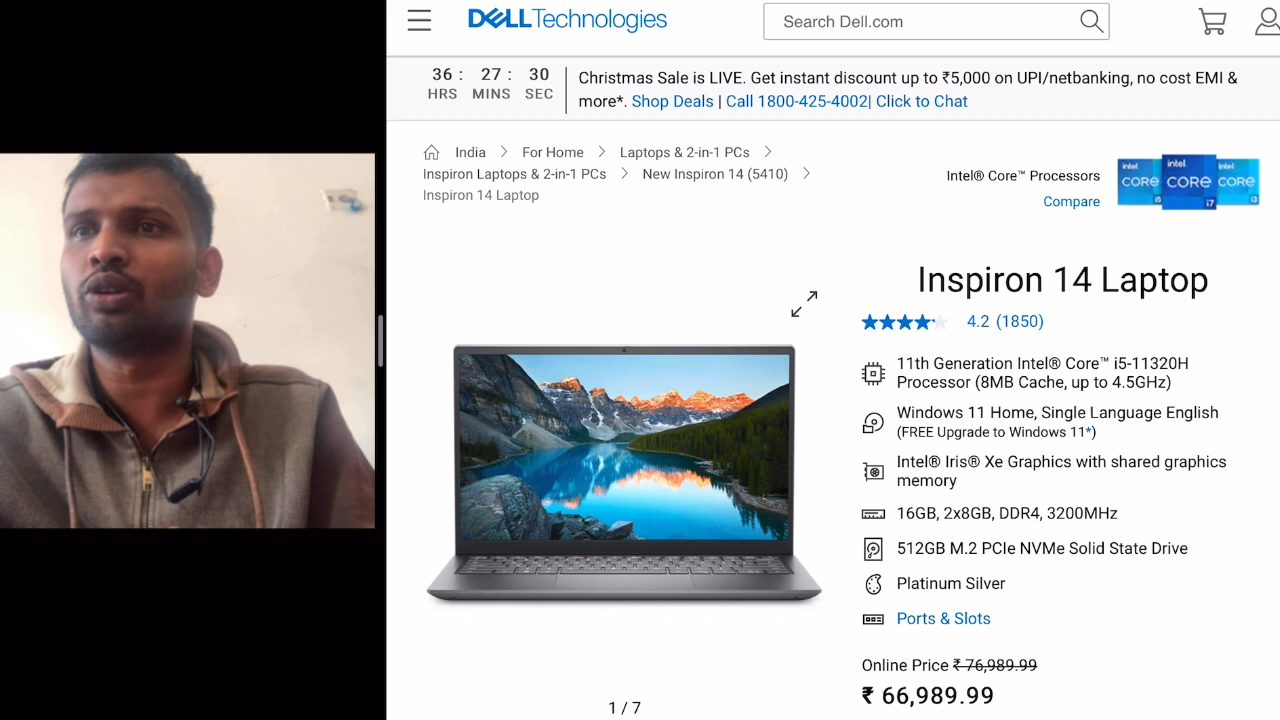 DELLTechnologies
Search Dell.com
36 : 27 : 30
HRS MINS SEC
Christmas Sale is LIVE. Get instant discount up to ₹5,000 on UPI/netbanking, no cost EMI &
more*. Shop Deals | Call 1800-425-4002| Click to Chat
India > For Home > Laptops & 2-in-1 PCs >
Inspiron Laptops & 2-in-1 PCs > New Inspiron 14 (5410) >
Inspiron 14 Laptop
Intel® Core™ Processors
Compare
intel CORE i5
intel CORE i7
intel CORE i3
Inspiron 14 Laptop
4.2 (1850)
11th Generation Intel® Core™ i5-11320H
Processor (8MB Cache, up to 4.5GHz)
Windows 11 Home, Single Language English
(FREE Upgrade to Windows 11*)
Intel® Iris® Xe Graphics with shared graphics
memory
16GB, 2x8GB, DDR4, 3200MHz
512GB M.2 PCIe NVMe Solid State Drive
Platinum Silver
Ports & Slots
Online Price ₹ 76,989.99
₹ 66,989.99
1 / 7